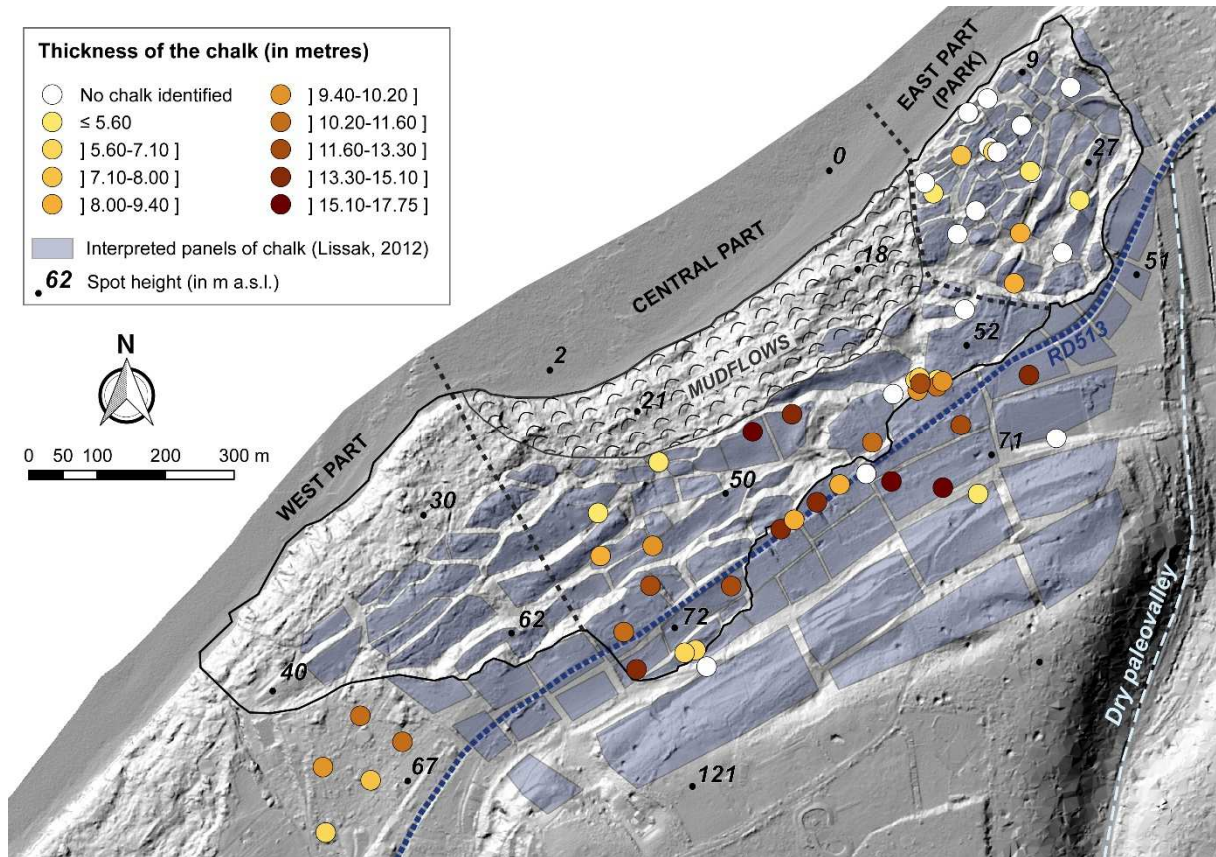 Thickness of the chalk (in metres)
No chalk identified
≤ 5.60
] 5.60-7.10 ]
] 7.10-8.00 ]
] 8.00-9.40 ]
] 9.40-10.20 ]
] 10.20-11.60 ]
] 11.60-13.30 ]
] 13.30-15.10 ]
] 15.10-17.75 ]
Interpreted panels of chalk (Lissak, 2012)
62 Spot height (in m a.s.l.)
N
0 50 100 200 300 m
EAST PART
(PARK)
9
27
0
CENTRAL PART
18
51
52
RD513
MUDFLOWS
2
21
71
50
WEST PART
30
62
72
40
67
121
Dry paleovalley